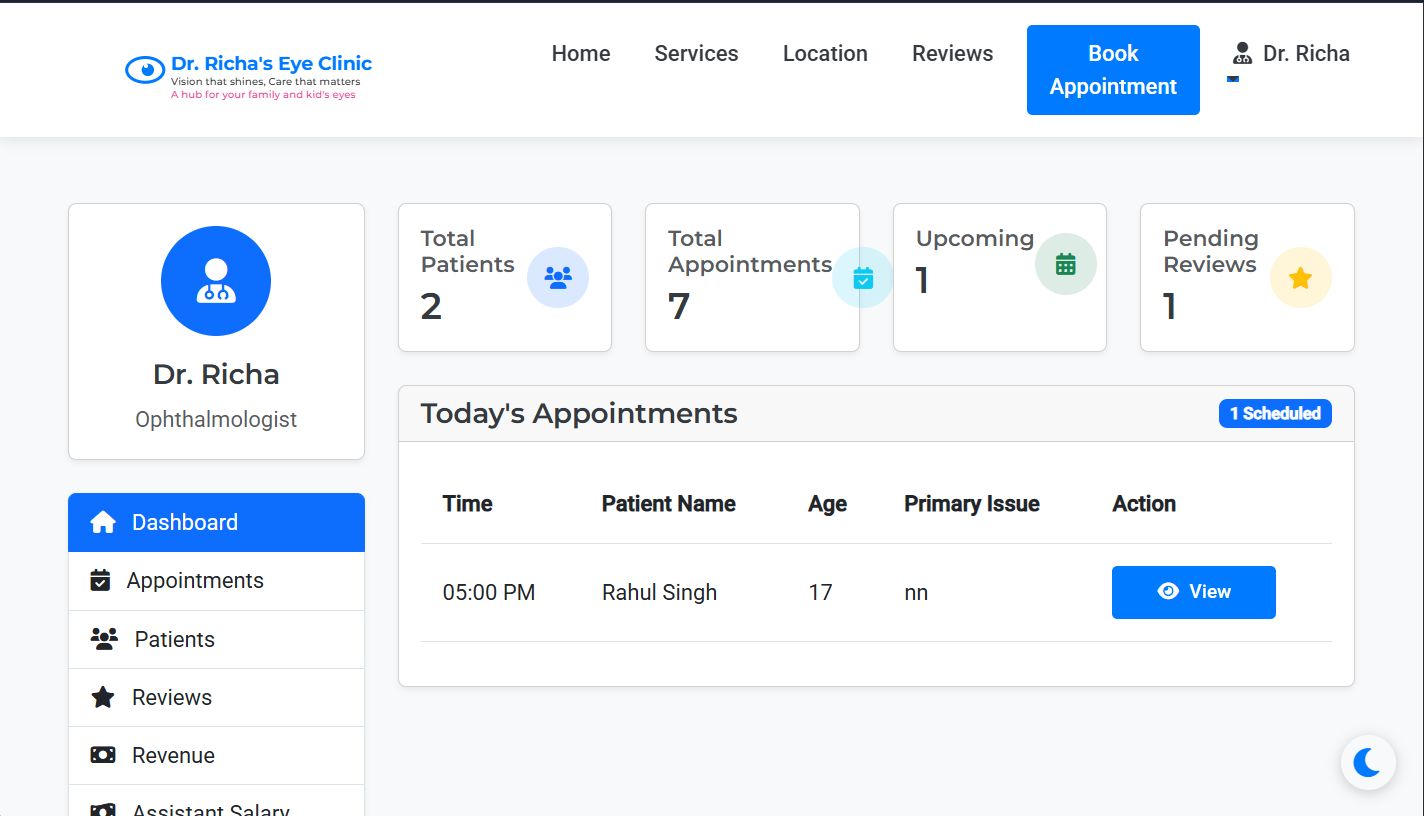 Dr. Richa's Eye Clinic
Vision that shines, Care that matters
A hub for your family and kid's eyes
Home
Services
Location
Reviews
Book
Appointment
Dr. Richa
Dr. Richa
Ophthalmologist
Dashboard
Appointments
Patients
Reviews
Revenue
Assistant Salary
Total
Patients
2
Total
Appointments
7
Upcoming
1
Pending
Reviews
1
Today's Appointments
1 Scheduled
Time Patient Name Age Primary Issue Action
05:00 PM Rahul Singh 17 nn View